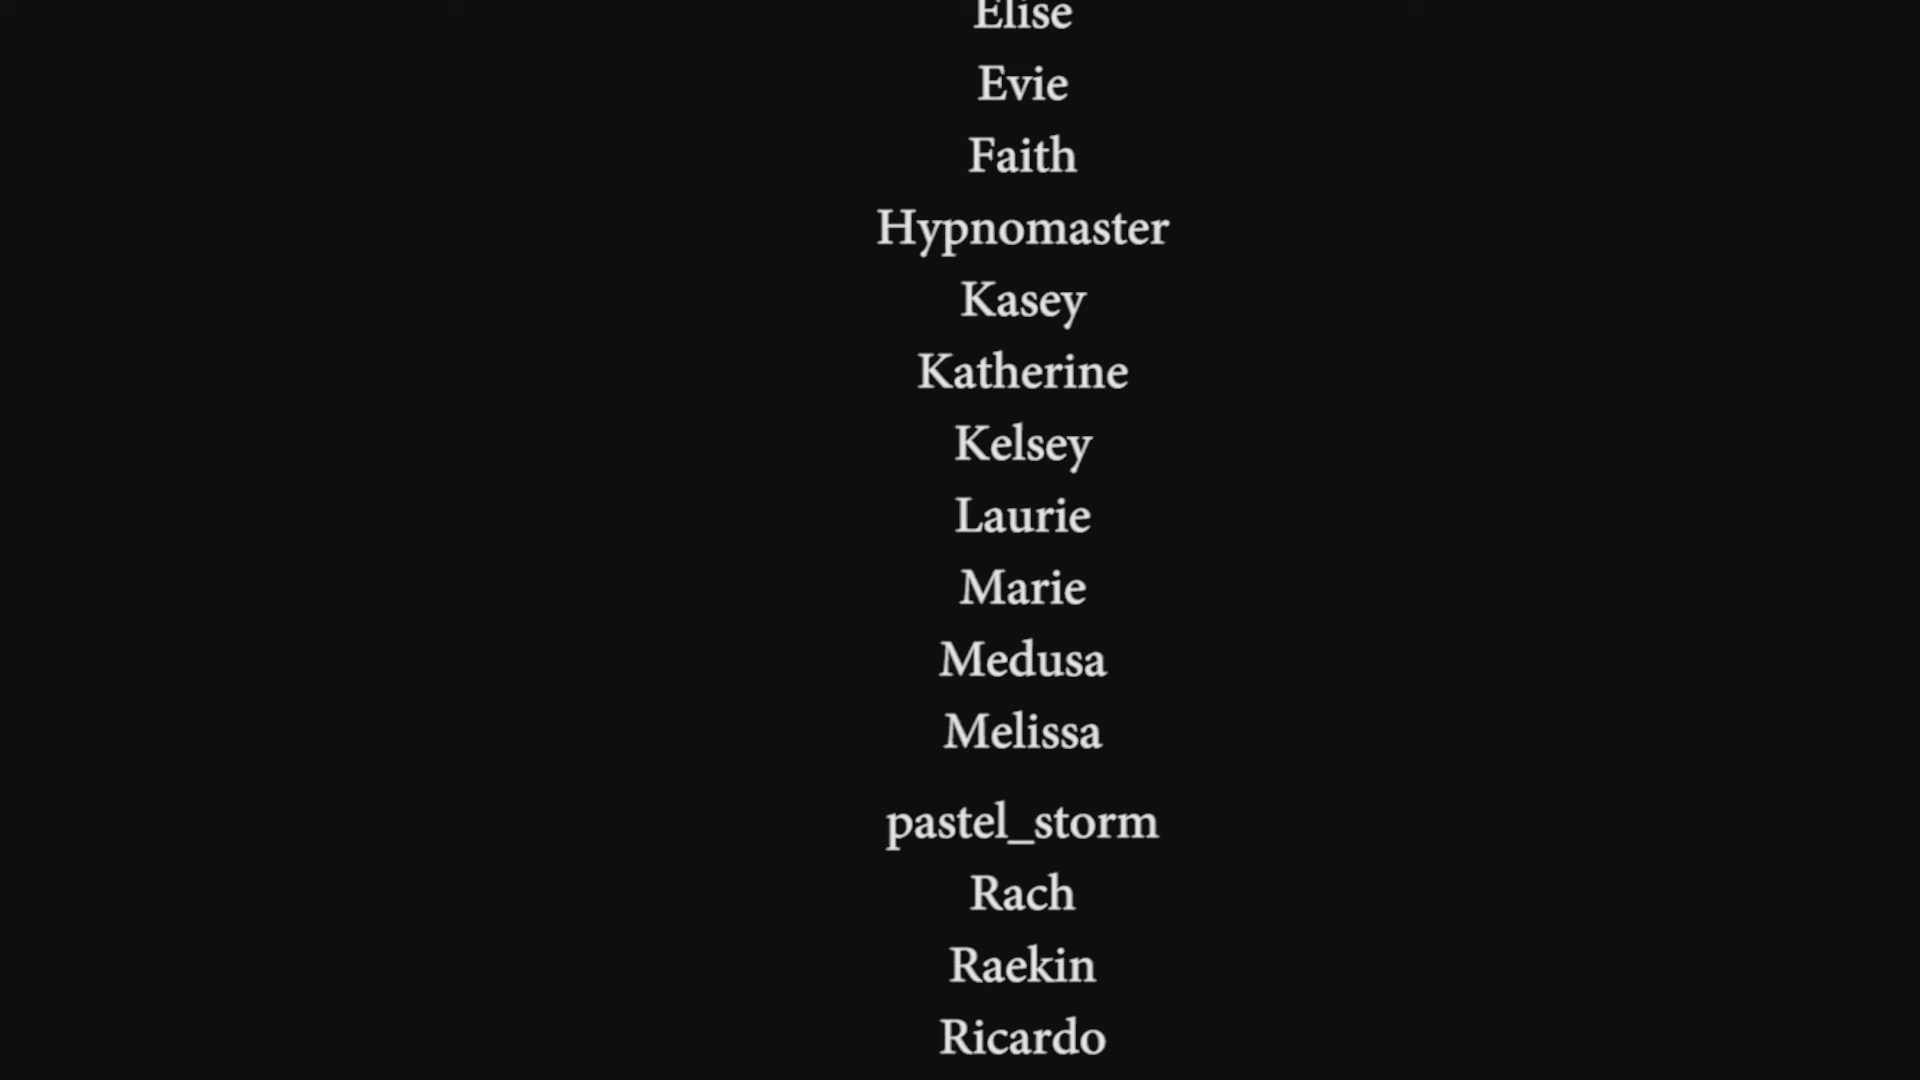 Elise
Evie
Faith
Hypnomaster
Kasey
Katherine
Kelsey
Laurie
Marie
Medusa
Melissa
pastel_storm
Rach
Raekin
Ricardo